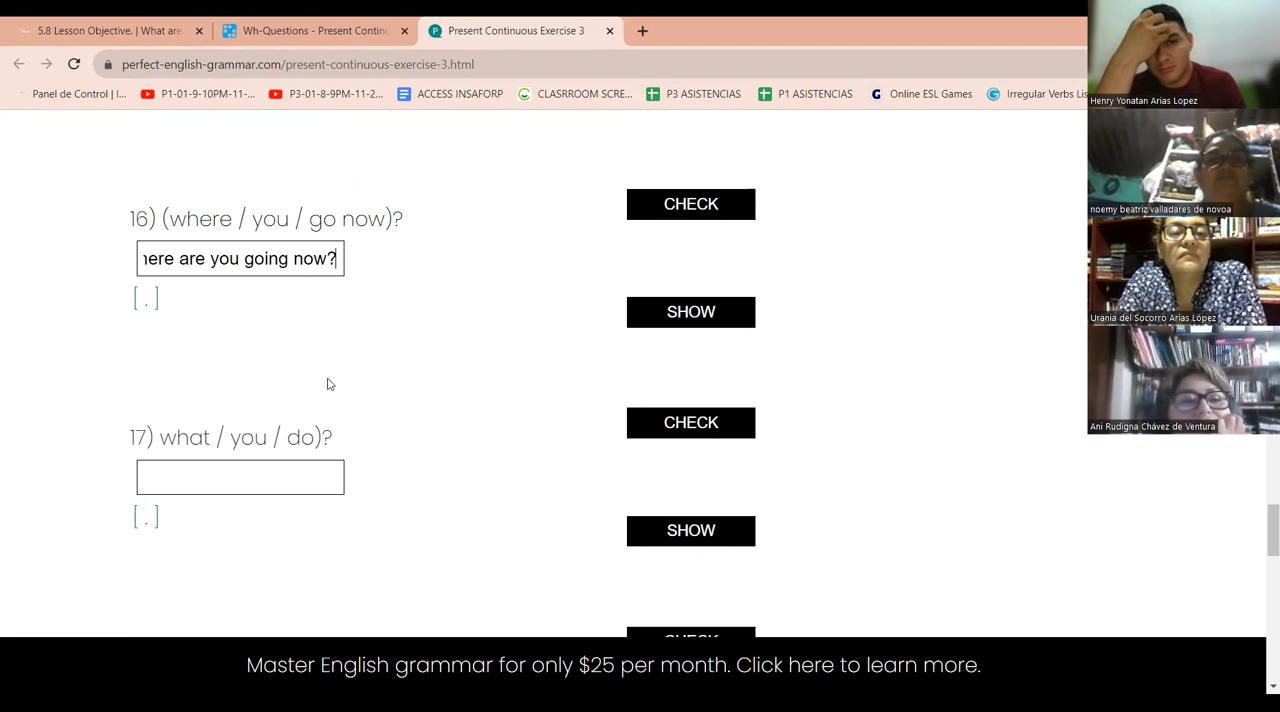 5.8 Lesson Objective. | What are
Wh-Questions - Present Continu
Present Continuous Exercise 3
perfect-english-grammar.com/present-continuous-exercise-3.html
Panel de Control | I...
P1-01-9-10PM-11-...
P3-01-8-9PM-11-2...
ACCESS INSAFORP
CLASRROOM SCRE...
P3 ASISTENCIAS
P1 ASISTENCIAS
Online ESL Games
Irregular Verbs Lis
Henry Yonatan Arias Lopez
noemy beatriz valladares de novoa
Urania del Socorro Arias López
Ani Rudigna Chávez de Ventura
16) (where / you / go now)?
here are you going now?
[ . ]
CHECK
SHOW
17) what / you / do)?
[ . ]
CHECK
SHOW
CHECK
Master English grammar for only $25 per month. Click here to learn more.